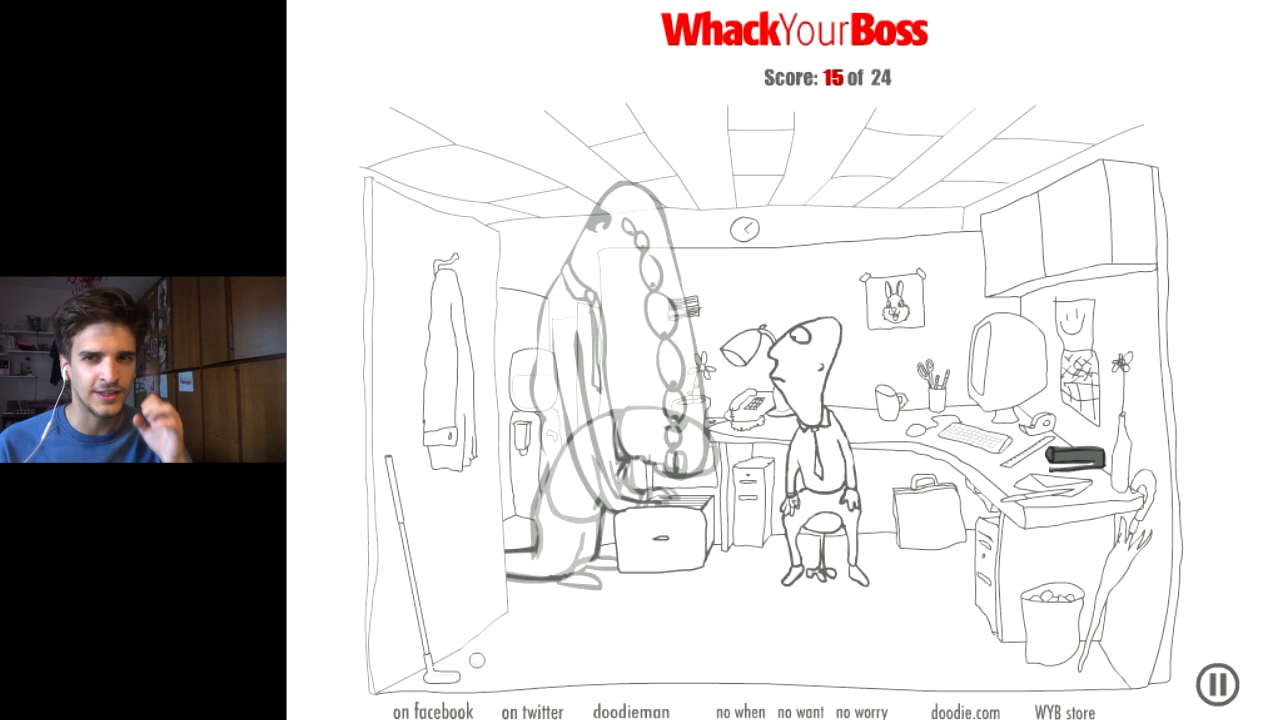 WhackYourBoss
Score: 15 of 24
on facebook on twitter doodieman no when no want no worry doodie.com WYB store